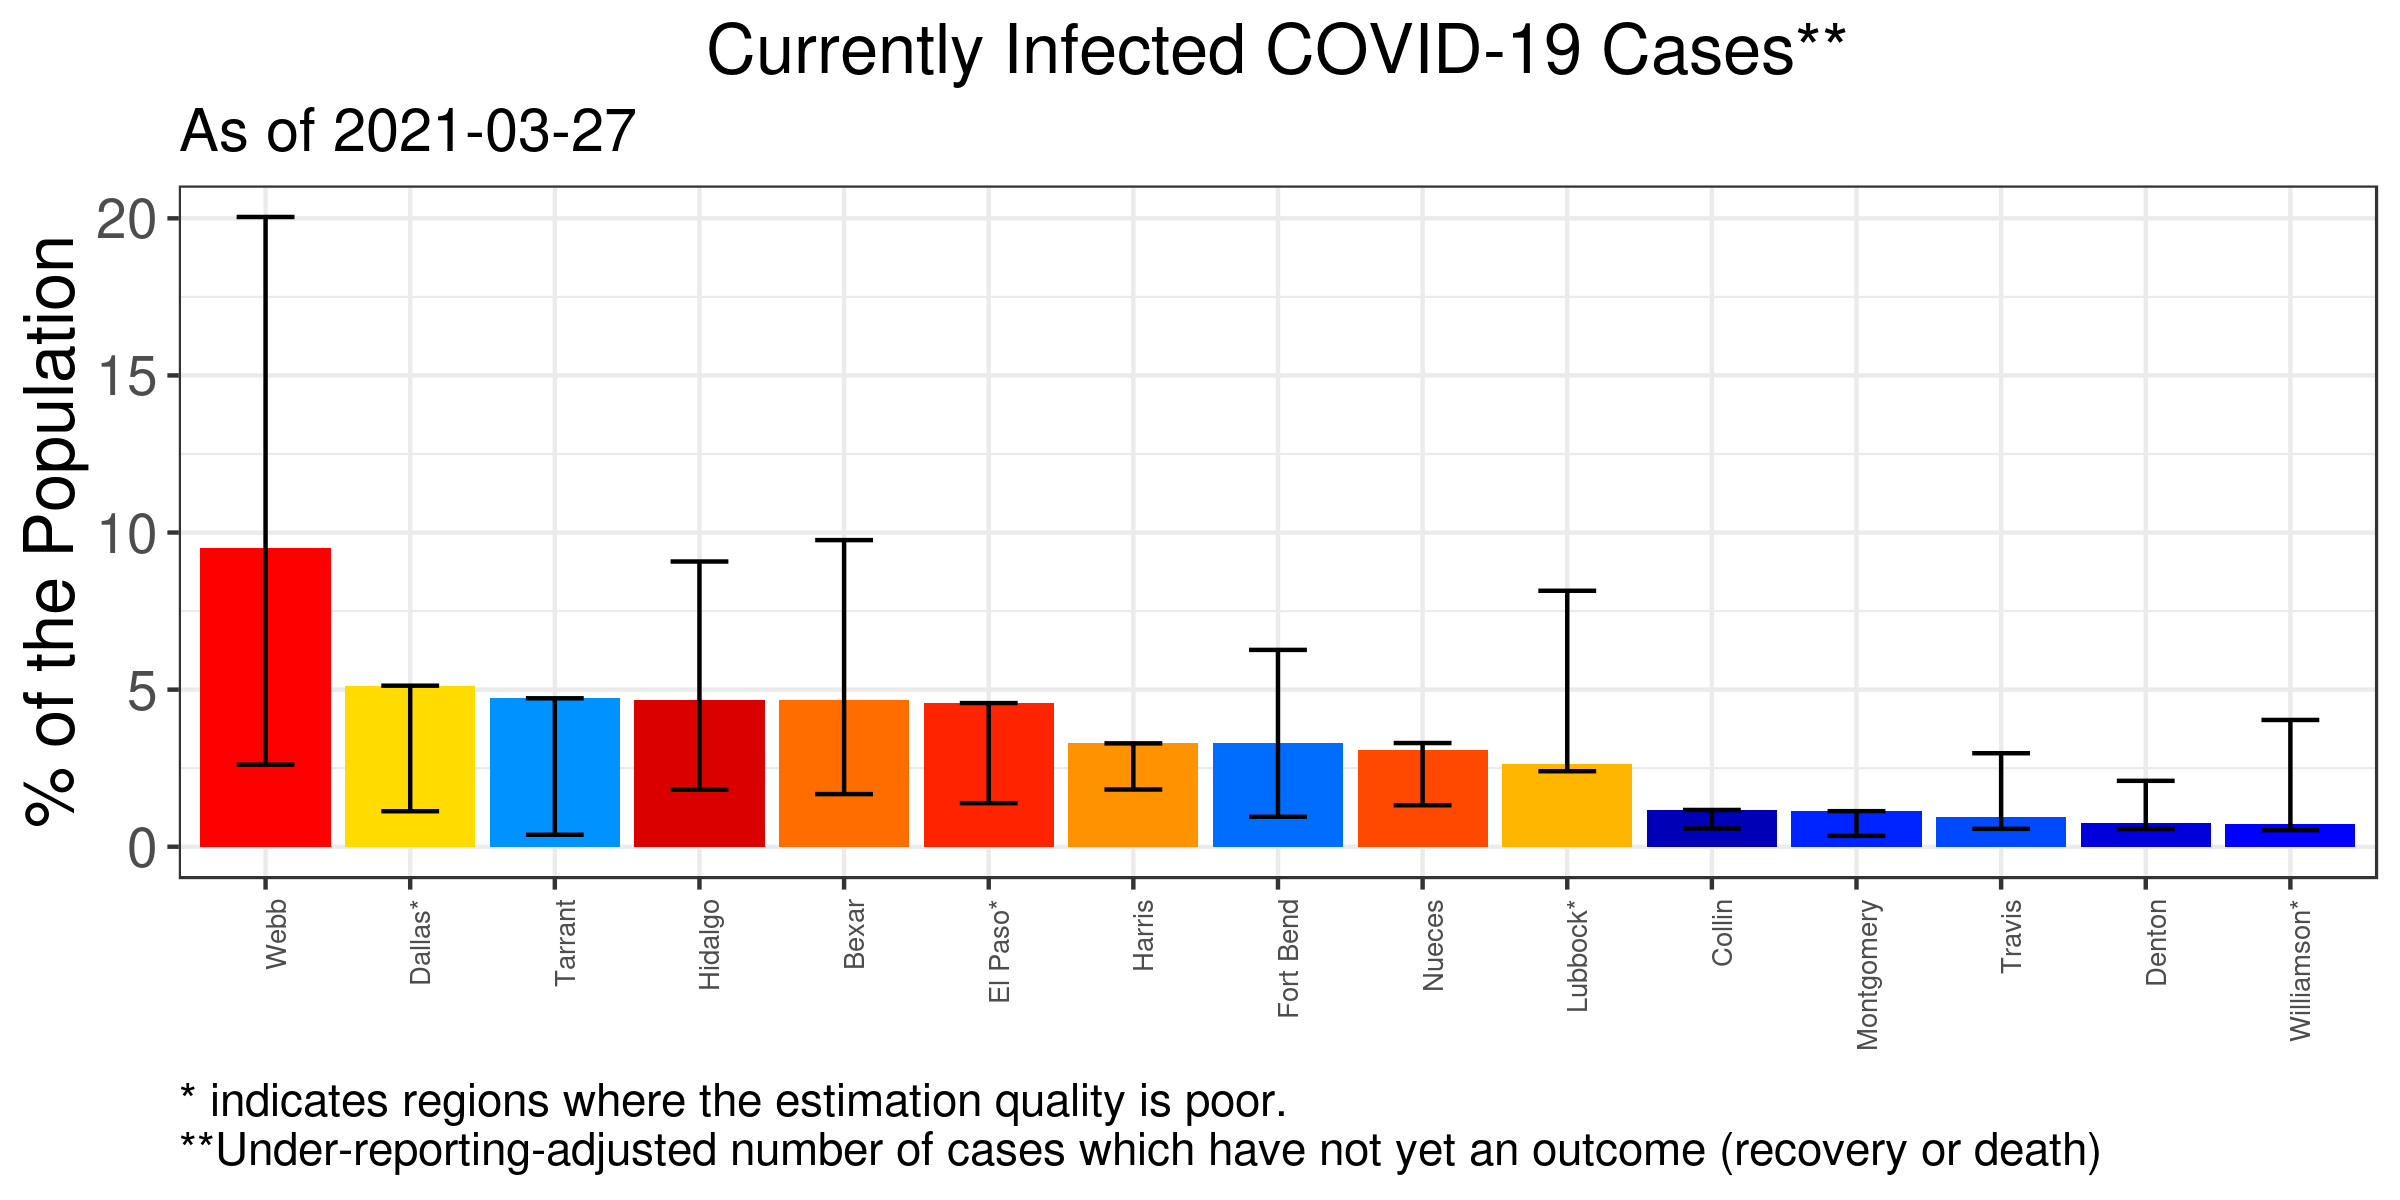 Currently Infected COVID-19 Cases**
As of 2021-03-27
% of the Population
20
15
10
5
0
Webb
Dallas*
Tarrant
Hidalgo
Bexar
El Paso*
Harris
Fort Bend
Nueces
Lubbock*
Collin
Montgomery
Travis
Denton
Williamson*
* indicates regions where the estimation quality is poor.
**Under-reporting-adjusted number of cases which have not yet an outcome (recovery or death)